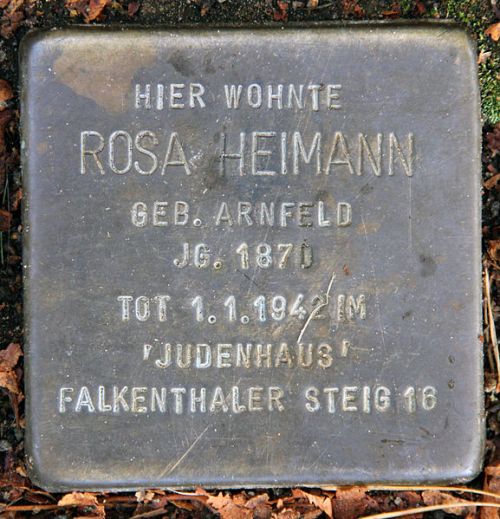 HIER WOHNTE
ROSA HEIMANN
GEB. ARNFELD
JG. 1870
TOT 1.1.1942 IM
'JUDENHAUS'
FALKENTHALER STEIG 16